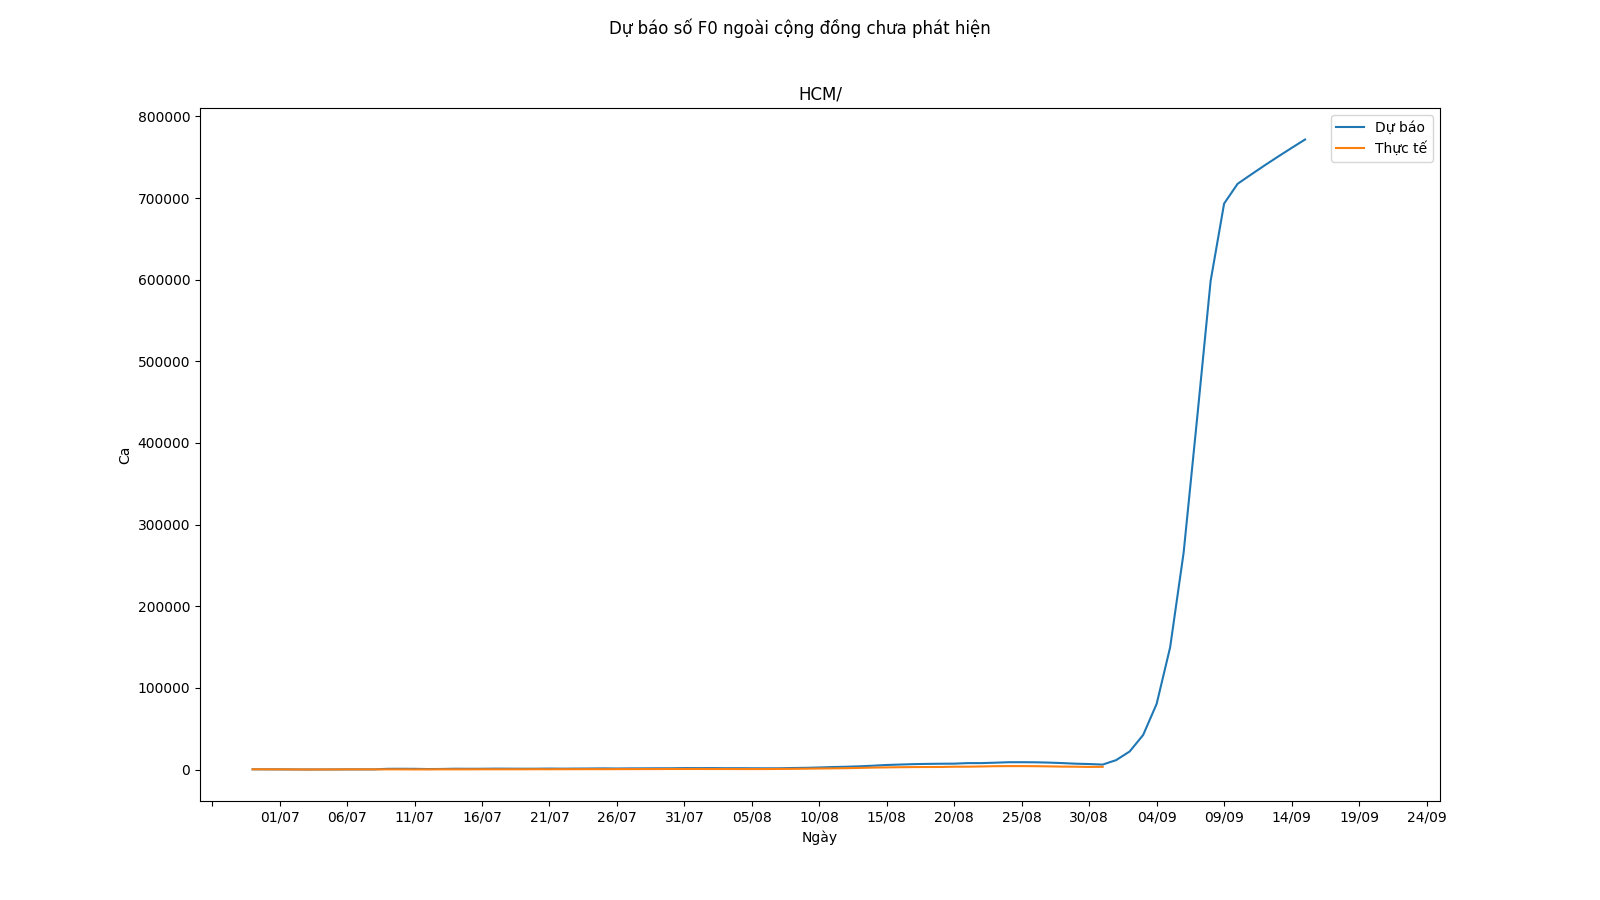 Dự báo số F0 ngoài cộng đồng chưa phát hiện
HCM/
Dự báo
Thực tế
800000
700000
600000
500000
400000
300000
200000
100000
0
Ca
01/07 06/07 11/07 16/07 21/07 26/07 31/07 05/08 10/08 15/08 20/08 25/08 30/08 04/09 09/09 14/09 19/09 24/09
Ngày